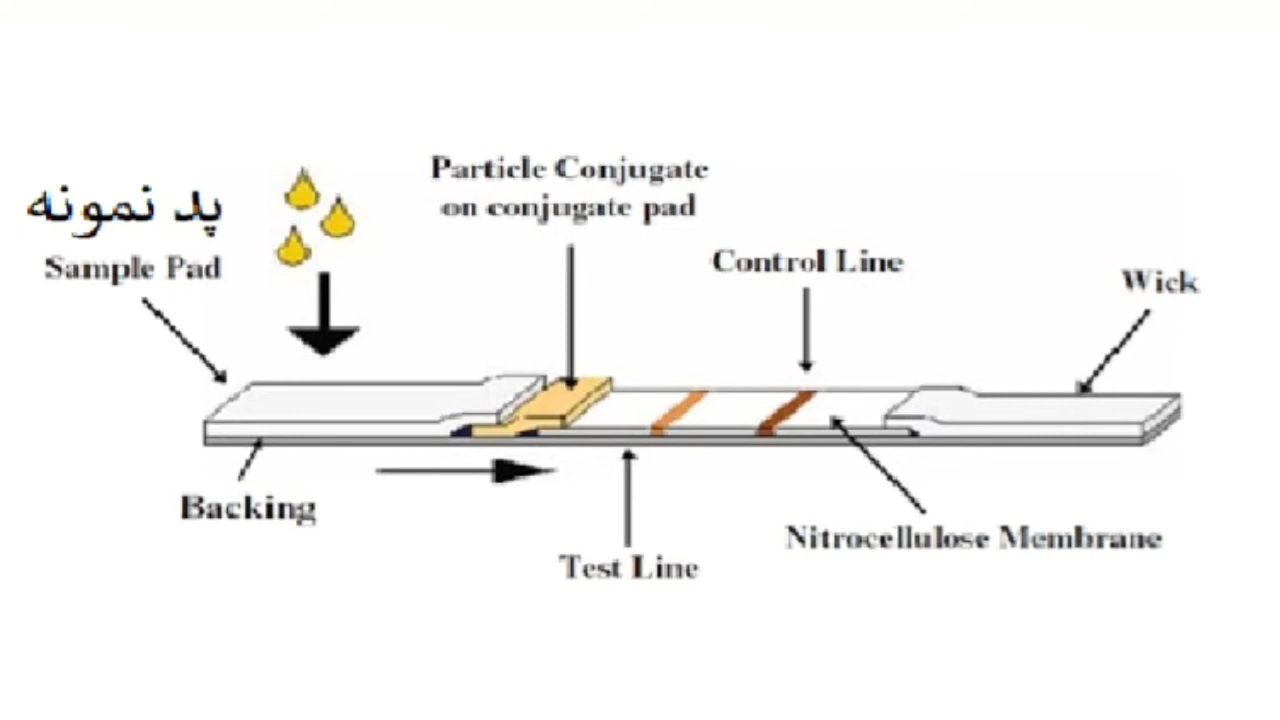 پد نمونه
Sample Pad
Particle Conjugate
on conjugate pad
Control Line
Wick
Backing
Test Line
Nitrocellulose Membrane